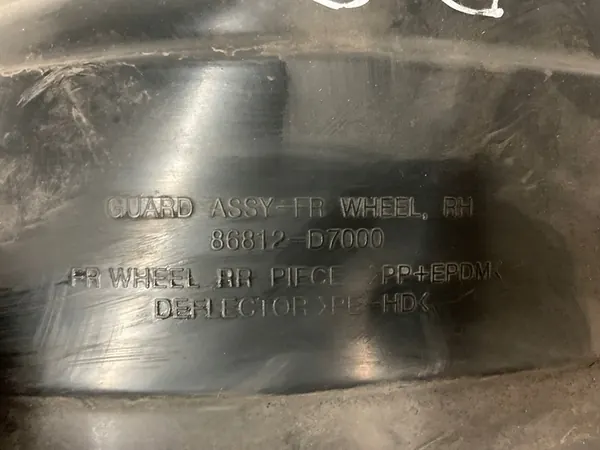 GUARD ASSY-FR WHEEL, RH
86812-D7000
FR WHEEL RR PIECE >PP+EPDM<
DEFLECTOR >PE-HD<